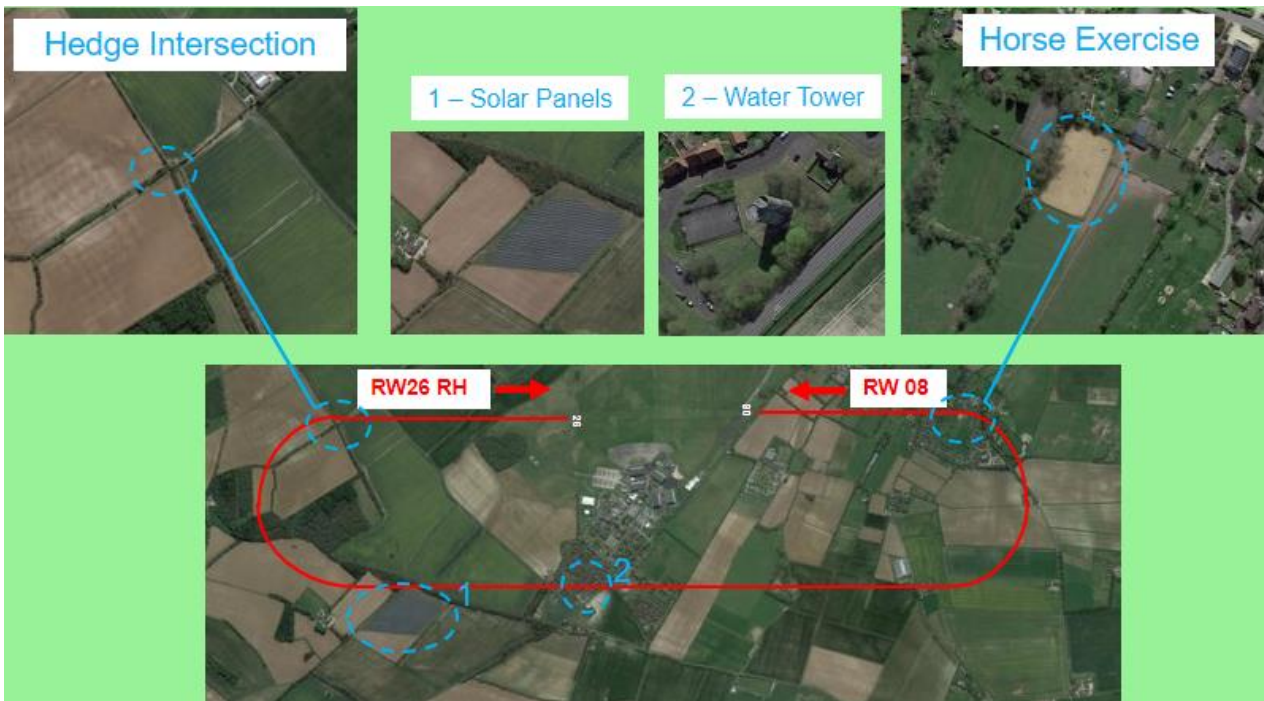 Hedge Intersection
Horse Exercise
1 – Solar Panels
2 – Water Tower
RW26 RH
RW 08
26
08
1
2